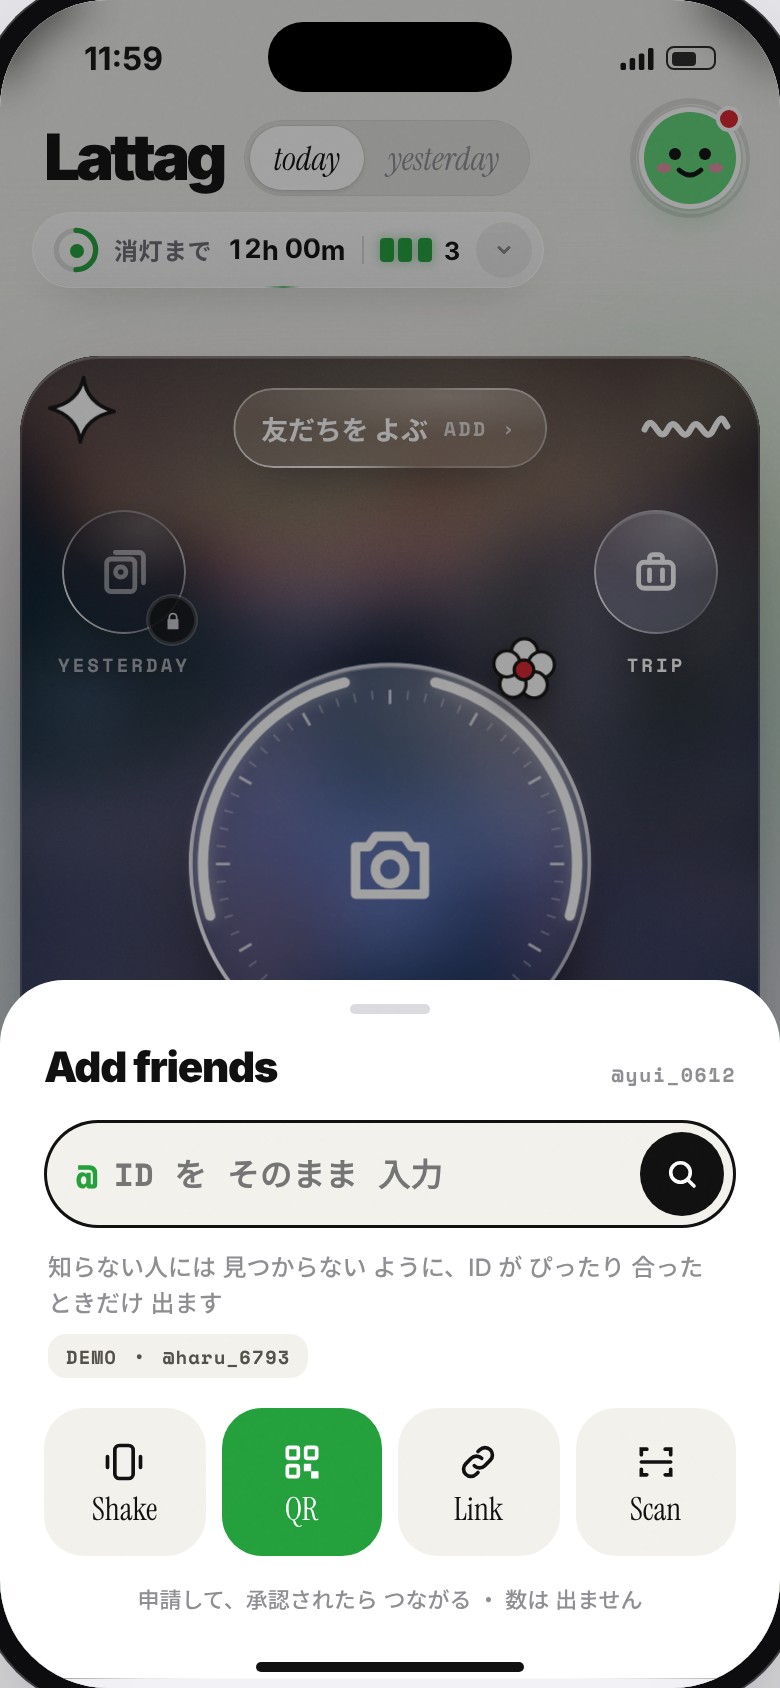 11:59
Lattag
today
yesterday
消灯まで 12h 00m
3
友だちを よぶ ADD ›
YESTERDAY
TRIP
Add friends
@yui_0612
@ ID を そのまま 入力
知らない人には 見つからない ように、ID が ぴったり 合った
ときだけ 出ます
DEMO ・ @haru_6793
Shake
QR
Link
Scan
申請して、承認されたら つながる ・ 数は 出ません